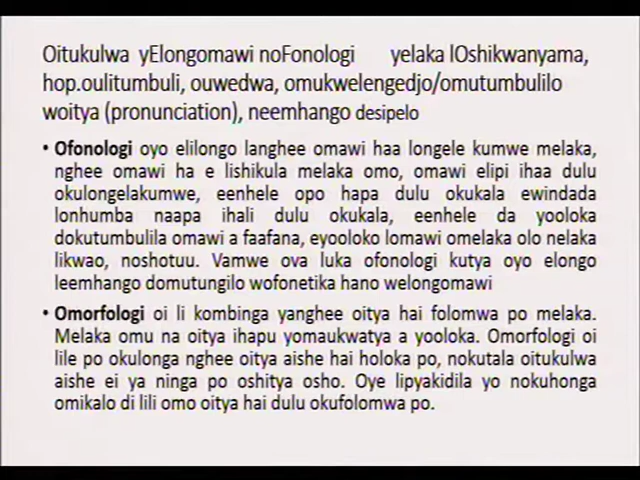 Oitukulwa yElongomawi noFonologi yelaka lOshikwanyama,
hop.oulitumbuli, ouwedwa, omukwelengedjo/omutumbulilo
woitya (pronunciation), neemhango desipelo
• Ofonologi oyo elilongo langhee omawi haa longele kumwe melaka,
nghee omawi ha e lishikula melaka omo, omawi elipi ihaa dulu
okulongelakumwe, eenhele opo hapa dulu okukala ewindada
lonhumba naapa ihali dulu okukala, eenhele da yooloka
dokutumbulila omawi a faafana, eyooloko lomawi omelaka olo nelaka
likwao, noshotuu. Vamwe ova luka ofonologi kutya oyo elongo
leemhango domutungilo wofonetika hano welongomawi
• Omorfologi oi li kombinga yanghee oitya hai folomwa po melaka.
Melaka omu na oitya ihapu yomaukwatya a yooloka. Omorfologi oi
lile po okulonga nghee oitya aishe hai holoka po, nokutala oitukulwa
aishe ei ya ninga po oshitya osho. Oye lipyakidila yo nokuhonga
omikalo di lili omo oitya hai dulu okufolomwa po.